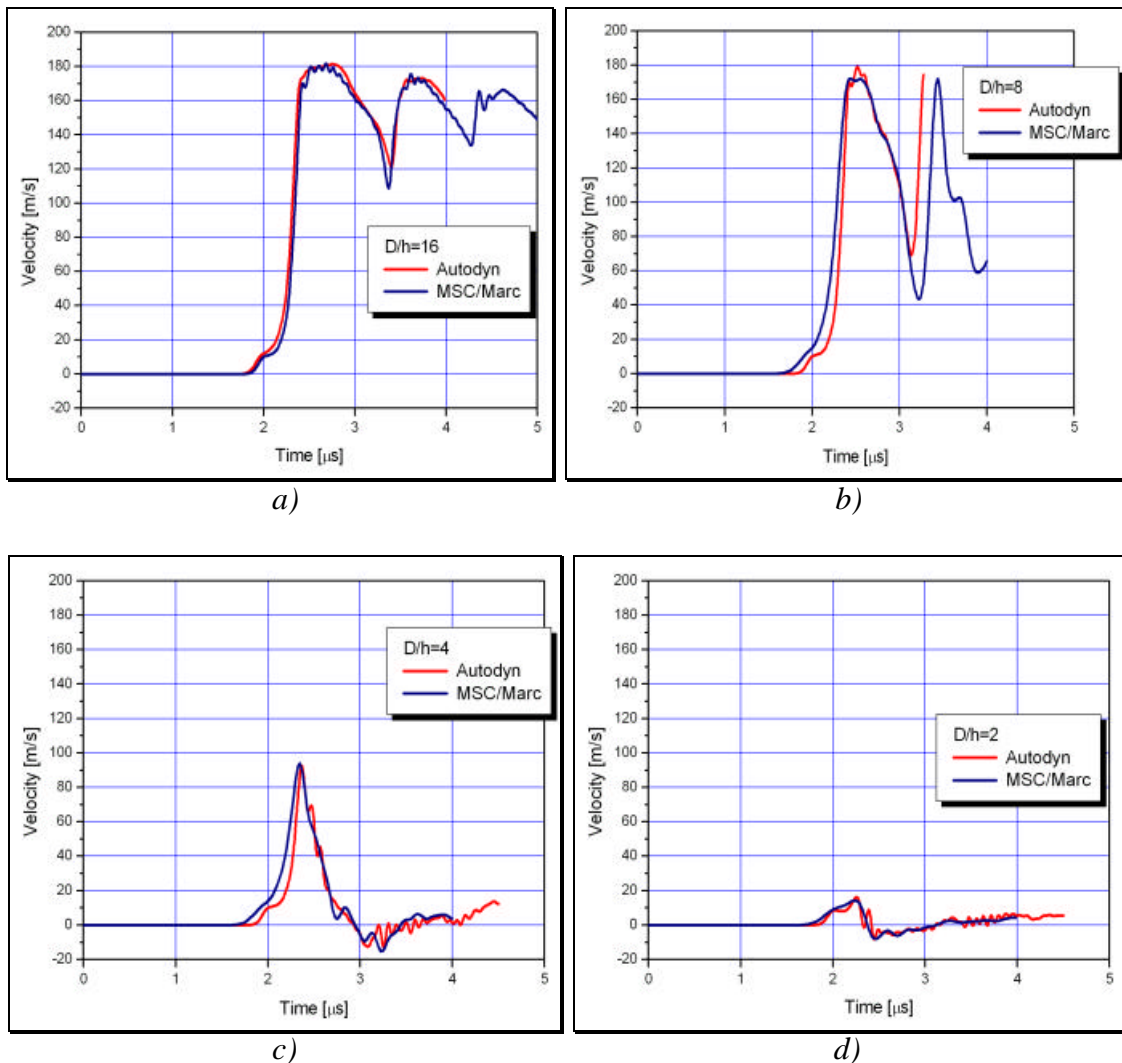 200
180
160
140
120
100
80
60
40
20
0
-20
Velocity [m/s]
D/h=16
Autodyn
MSC/Marc
0 1 2 3 4 5
Time [µs]
a)
200
180
160
140
120
100
80
60
40
20
0
-20
Velocity [m/s]
D/h=8
Autodyn
MSC/Marc
0 1 2 3 4 5
Time [µs]
b)
200
180
160
140
120
100
80
60
40
20
0
-20
Velocity [m/s]
D/h=4
Autodyn
MSC/Marc
0 1 2 3 4 5
Time [µs]
c)
200
180
160
140
120
100
80
60
40
20
0
-20
Velocity [m/s]
D/h=2
Autodyn
MSC/Marc
0 1 2 3 4 5
Time [µs]
d)